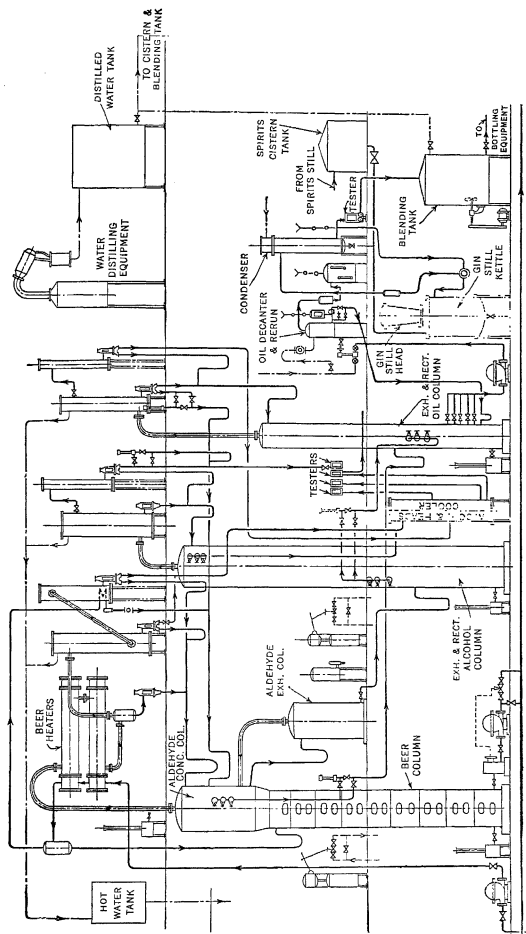 HOT
WATER
TANK
BEER
HEATERS
ALDEHYDE
CONC. COL.
ALDEHYDE
EXH. COL.
BEER
COLUMN
EXH. & RECT.
ALCOHOL
COLUMN
TESTERS
COOLER
EXH. & RECT.
OIL COLUMN
OIL DECANTER
& RERUN
GIN
STILL
HEAD
GIN
STILL
KETTLE
CONDENSER
TESTER
FROM
SPIRITS STILL
SPIRITS
CISTERN
TANK
BLENDING
TANK
TO
BOTTLING
EQUIPMENT
WATER
DISTILLING
EQUIPMENT
DISTILLED
WATER TANK
TO CISTERN &
BLENDING TANK